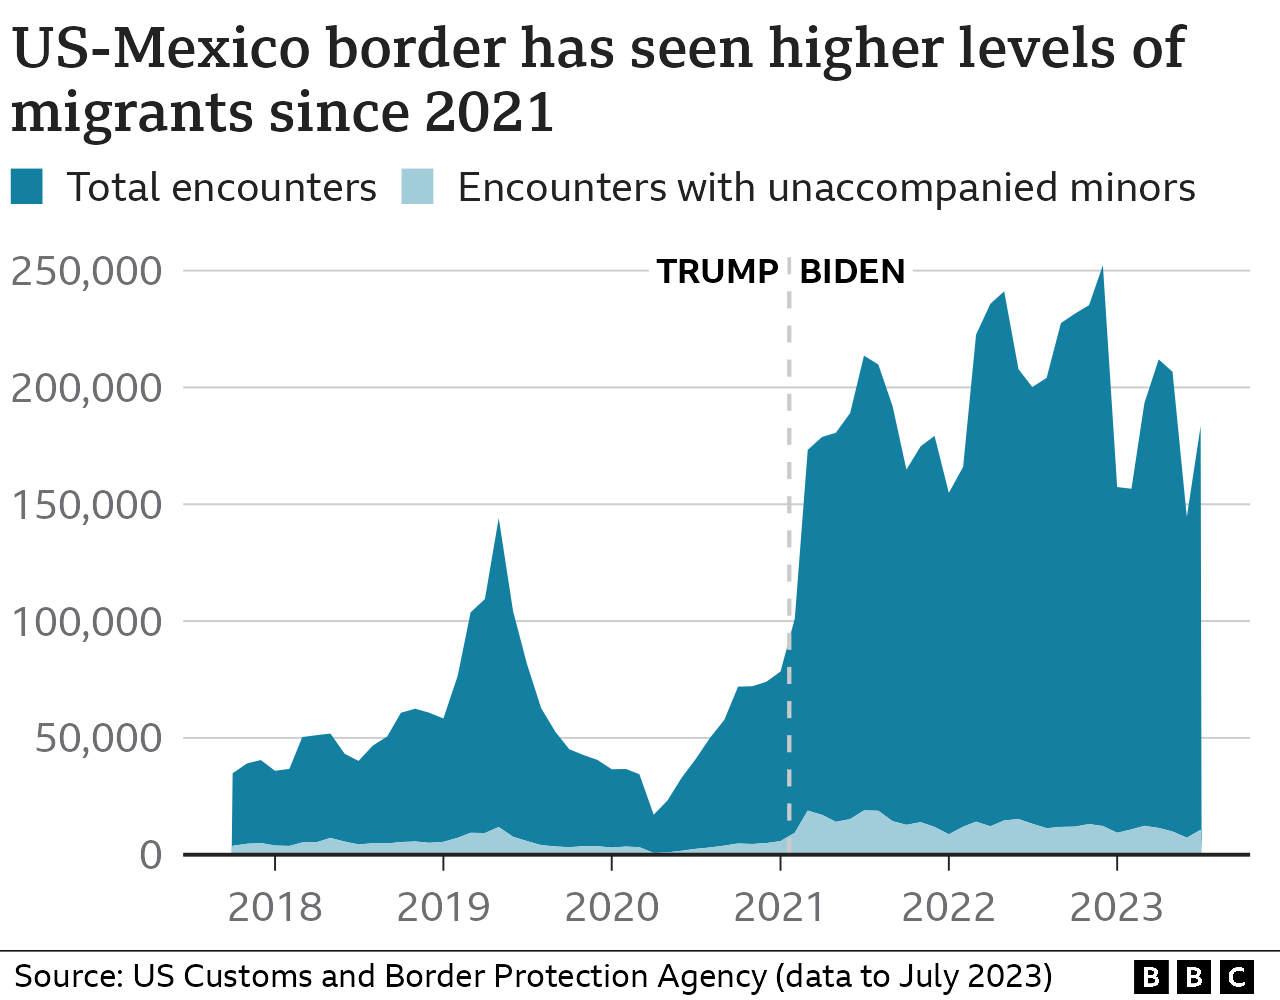 US-Mexico border has seen higher levels of
migrants since 2021
Total encounters Encounters with unaccompanied minors
250,000 TRUMP BIDEN
200,000
150,000
100,000
50,000
0
2018 2019 2020 2021 2022 2023
Source: US Customs and Border Protection Agency (data to July 2023) BBC